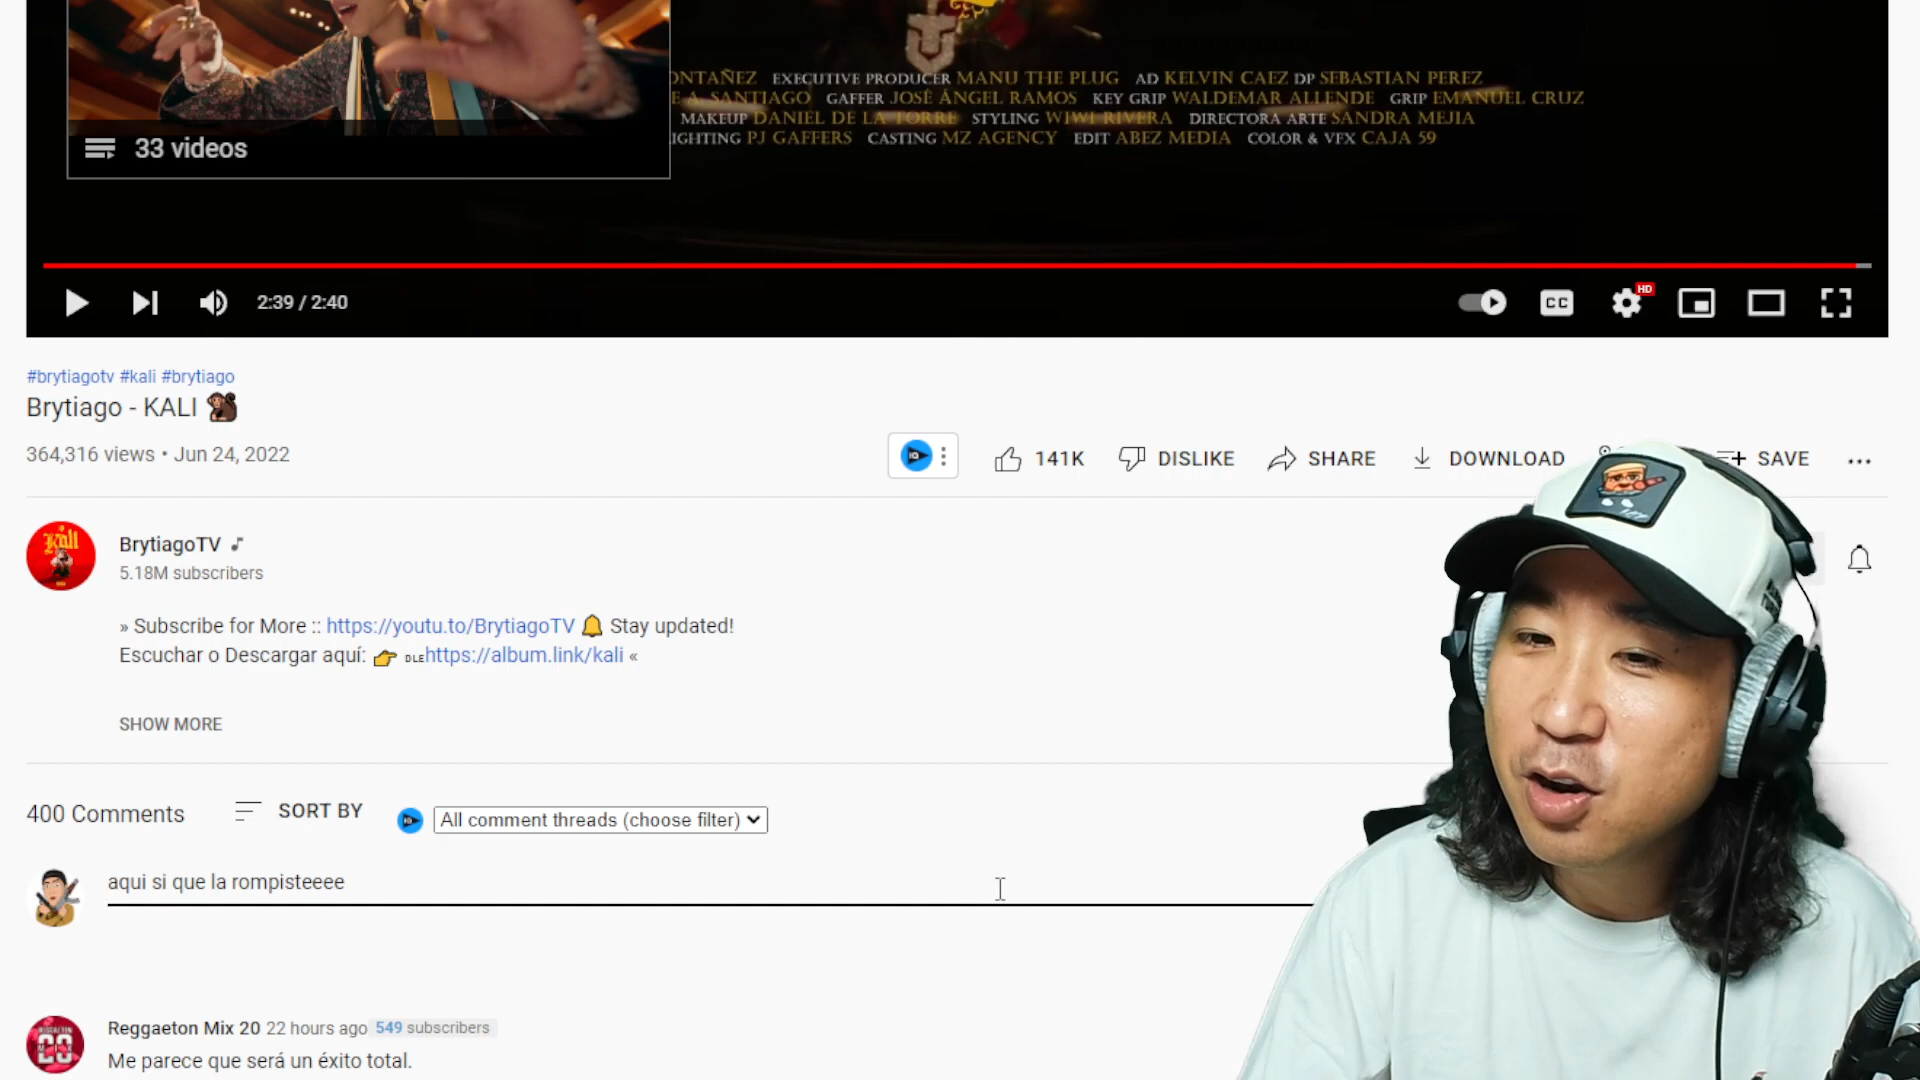 ONTAÑEZ EXECUTIVE PRODUCER MANU THE PLUG AD KELVIN CAEZ DP SEBASTIAN PEREZ
E A. SANTIAGO GAFFER JOSÉ ÁNGEL RAMOS KEY GRIP WALDEMAR ALLENDE GRIP EMANUEL CRUZ
MAKEUP DANIEL DE LA TORRE STYLING WIWI RIVERA DIRECTORA ARTE SANDRA MEJIA
IGHTING PJ GAFFERS CASTING MZ AGENCY EDIT ABEZ MEDIA COLOR & VFX CAJA 59
33 videos
2:39 / 2:40
CC
HD
#brytiagotv #kali #brytiago
Brytiago - KALI 🐒
364,316 views • Jun 24, 2022
141K DISLIKE SHARE DOWNLOAD SAVE
Kali
BrytiagoTV
5.18M subscribers
» Subscribe for More :: https://youtu.to/BrytiagoTV 🔔 Stay updated!
Escuchar o Descargar aquí: 👉 DLEhttps://album.link/kali «
SHOW MORE
400 Comments SORT BY All comment threads (choose filter)
aqui si que la rompisteeee
Reggaeton Mix 20 22 hours ago 549 subscribers
Me parece que será un éxito total.